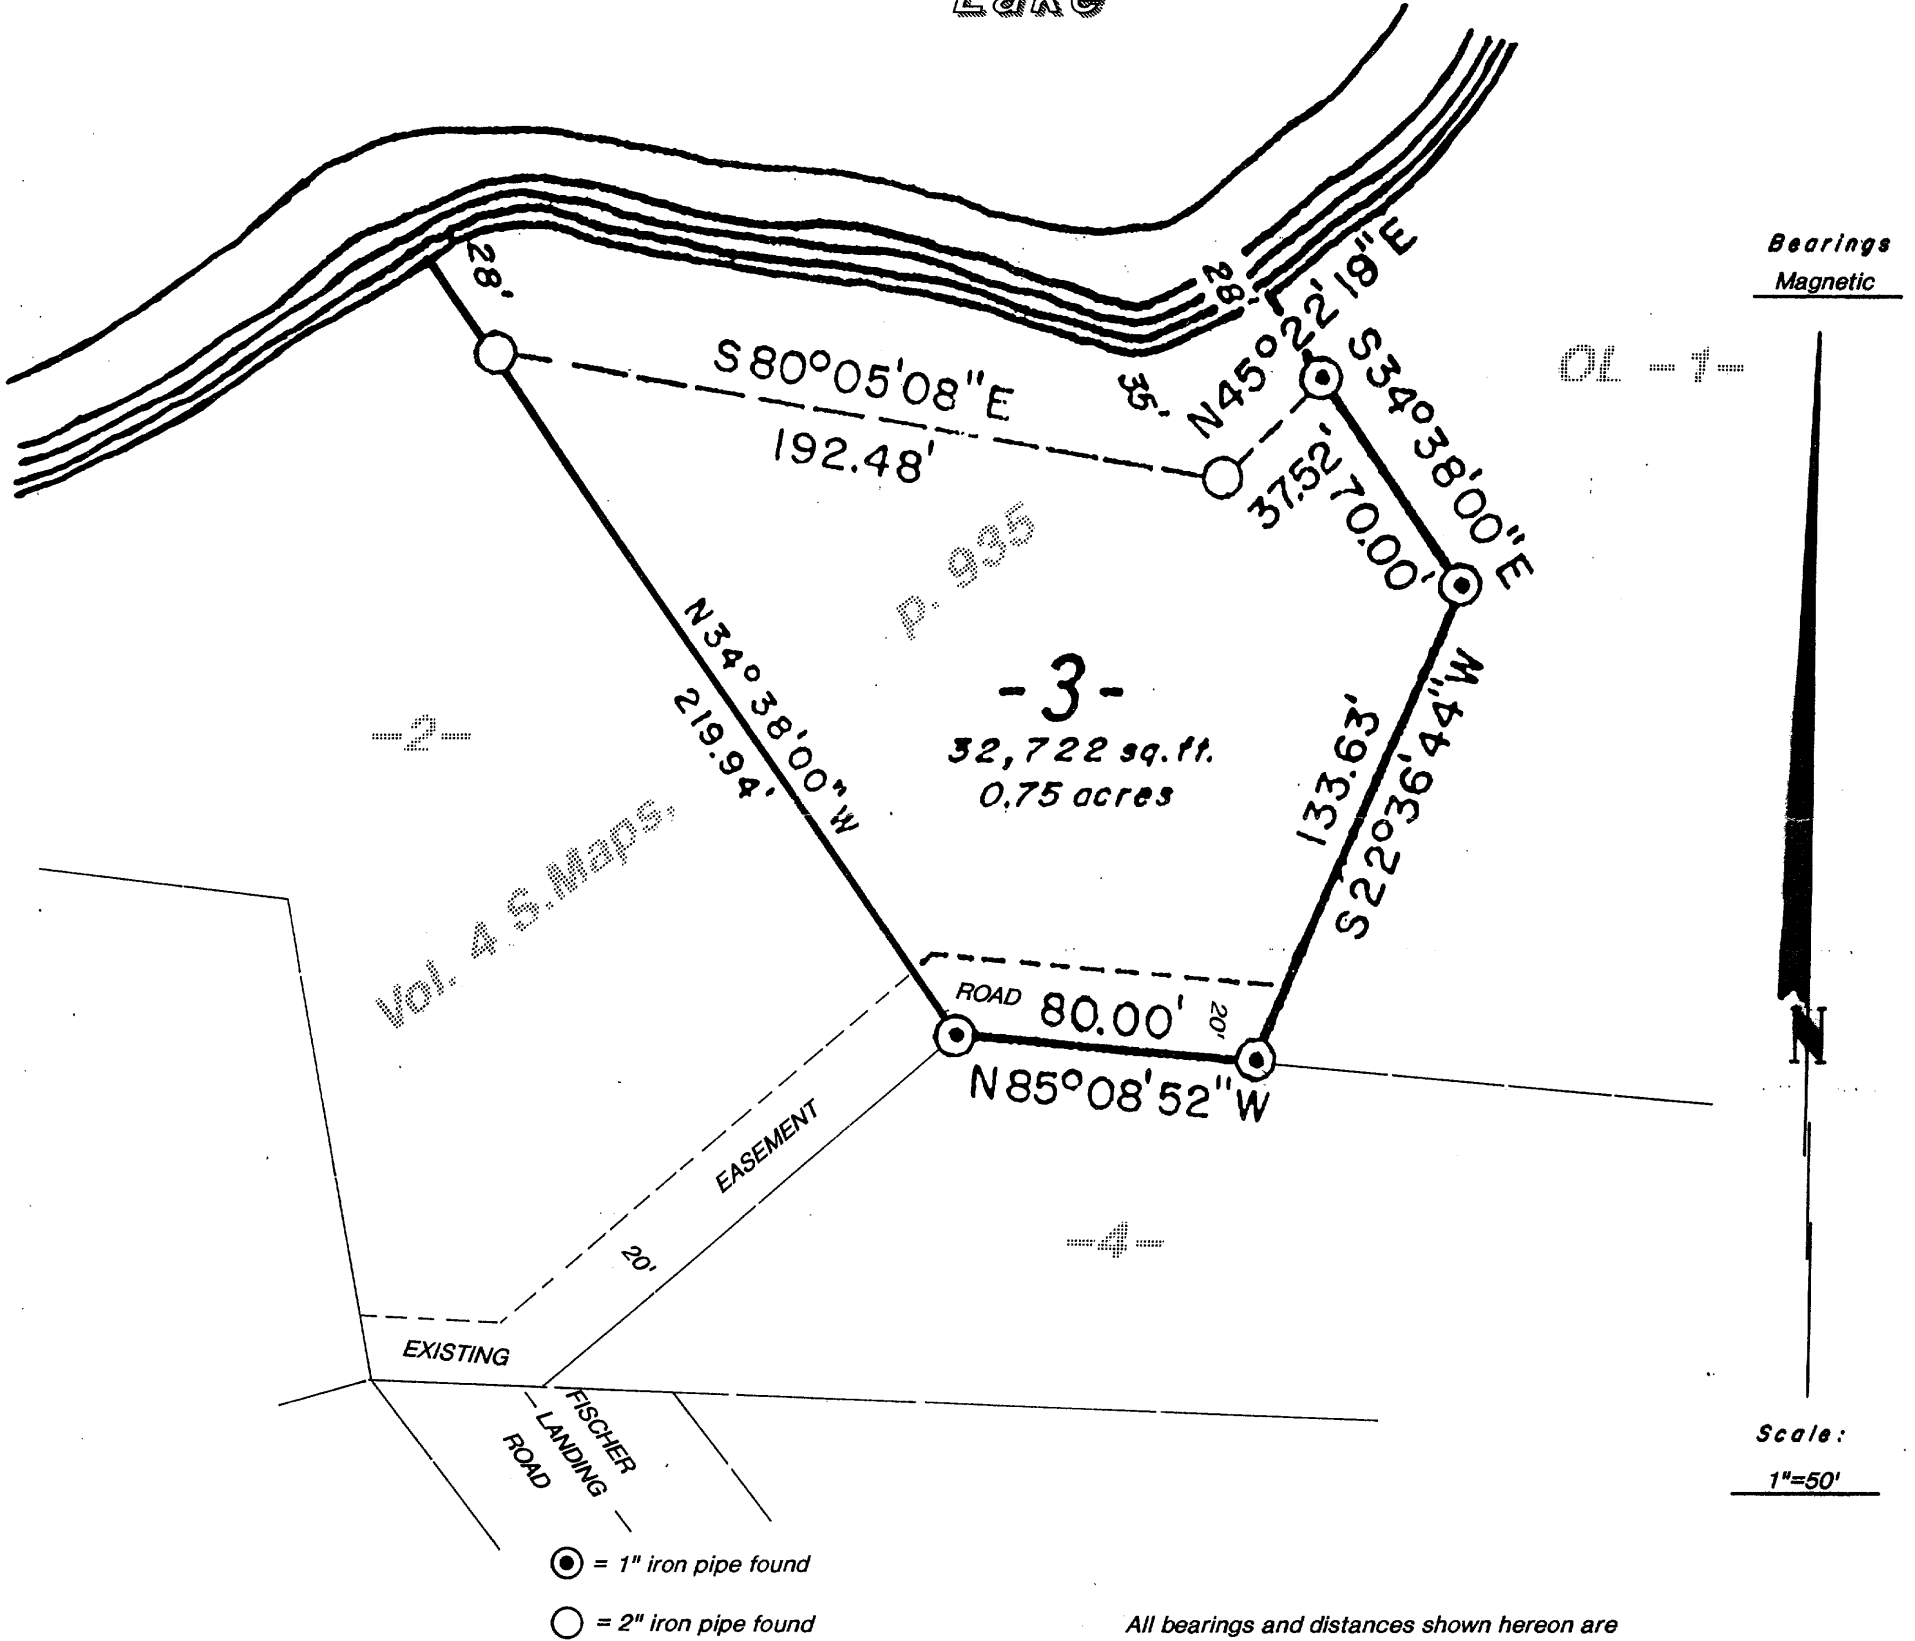 Lake
Bearings
Magnetic
28'
28'
N45°22'19"E
S80°05'08"E
192.48'
35'
37.52'
S34°38'00"E
70.00'
OL -1-
p. 935
N34°38'00"W
219.94'
-3-
32,722 sq.ft.
0.75 acres
133.63'
S22°36'44"W
-2-
Vol. 4 S.Maps,
ROAD
80.00'
20'
N85°08'52"W
N
EASEMENT
20'
-4-
EXISTING
FISCHER
LANDING
ROAD
Scale:
1"=50'
= 1" iron pipe found
= 2" iron pipe found
All bearings and distances shown hereon are